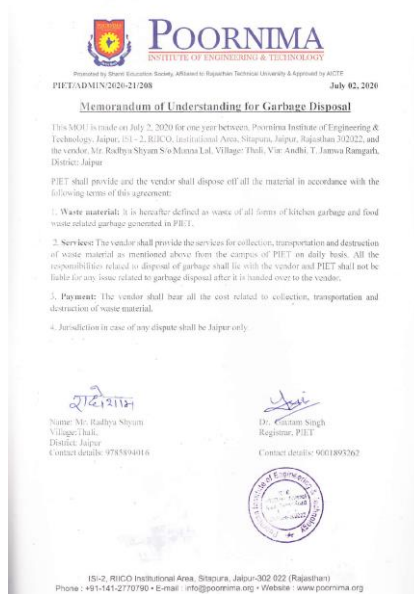 POORNIMA
INSTITUTE OF ENGINEERING & TECHNOLOGY
Promoted by Shanti Education Society, Affiliated to Rajasthan Technical University & Approved by AICTE
PIET/ADMIN/2020-21/208 July 02, 2020
Memorandum of Understanding for Garbage Disposal
This MOU is made on July 2, 2020 for one year between, Poornima Institute of Engineering &
Technology, Jaipur, ISI - 2, RIICO, Institutional Area, Sitapura, Jaipur, Rajasthan 302022, and
the vendor, Mr. Radhya Shyam S/o Manna Lal, Village: Thali, Via: Andhi, T. Jamwa Ramgarh,
District: Jaipur
PIET shall provide and the vendor shall dispose off all the material in accordance with the
following terms of this agreement:
1. Waste material: it is hereafter defined as waste of all forms of kitchen garbage and food
waste related garbage generated in PIET.
2. Services: The vendor shall provide the services for collection, transportation and destruction
of waste material as mentioned above from the campus of PIET on daily basis. All the
responsibilities related to disposal of garbage shall lie with the vendor and PIET shall not be
liable for any issue related to garbage disposal after it is handed over to the vendor.
3. Payment: The vendor shall bear all the cost related to collection, transportation and
destruction of waste material.
4. Jurisdiction in case of any dispute shall be Jaipur only.
Name: Mr. Radhya Shyam
Village: Thali,
District: Jaipur
Contact details: 9785894016
Dr. Gautam Singh
Registrar, PIET
Contact details: 9001893262
Poornima Institute of Engineering & Technology
ISI-2, RIICO Institutional Area, Sitapura, Jaipur-302 022 (Rajasthan)
Phone : +91-141-2770790 • E-mail : info@poornima.org • Website : www.poornima.org